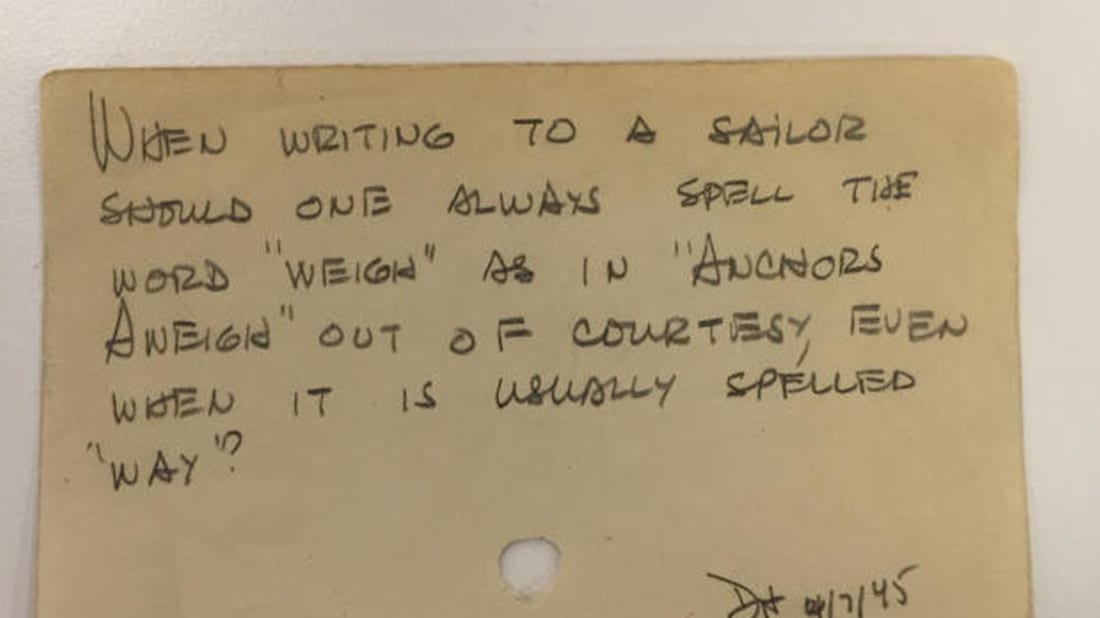 WHEN WRITING TO A SAILOR
SHOULD ONE ALWAYS SPELL THE
WORD "WEIGH" AS IN "ANCHORS
AWEIGH" OUT OF COURTESY, EVEN
WHEN IT IS USUALLY SPELLED
"WAY"?
/7/45